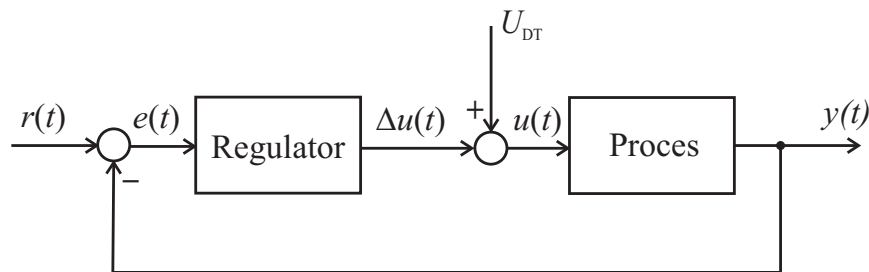 U_DT
r(t)
e(t)
Regulator
Δu(t)
+
u(t)
Proces
y(t)
−